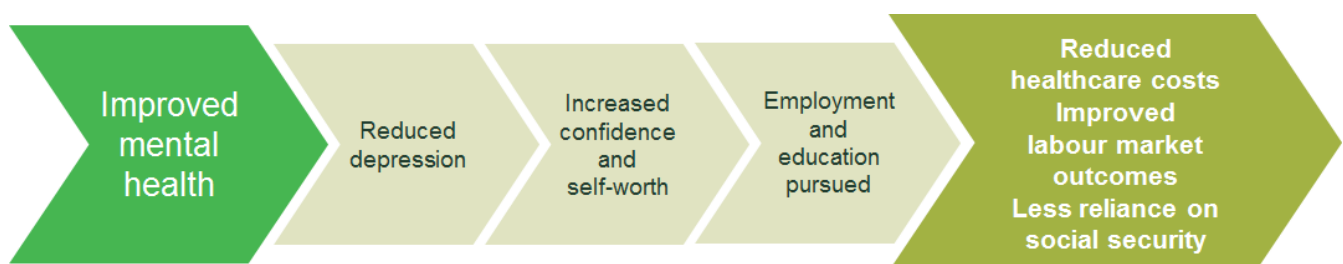 Improved
mental
health
Reduced
depression
Increased
confidence
and
self-worth
Employment
and
education
pursued
Reduced
healthcare costs
Improved
labour market
outcomes
Less reliance on
social security